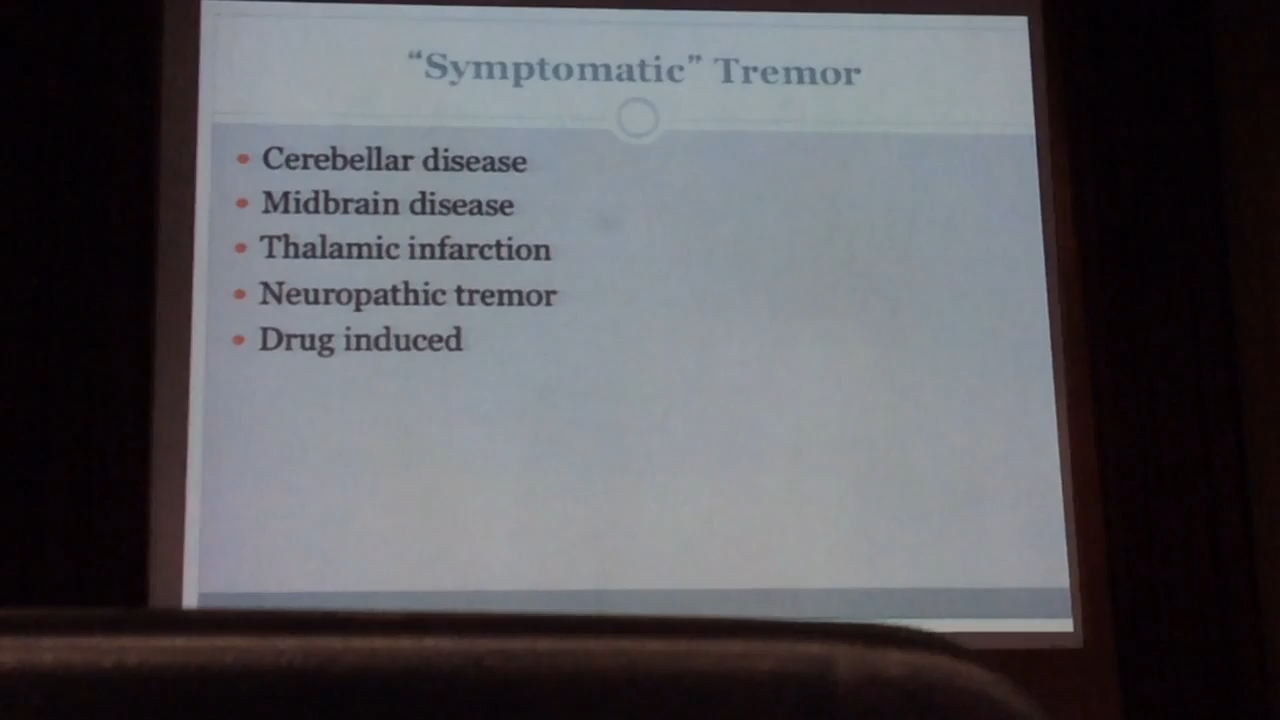 “Symptomatic” Tremor
• Cerebellar disease
• Midbrain disease
• Thalamic infarction
• Neuropathic tremor
• Drug induced